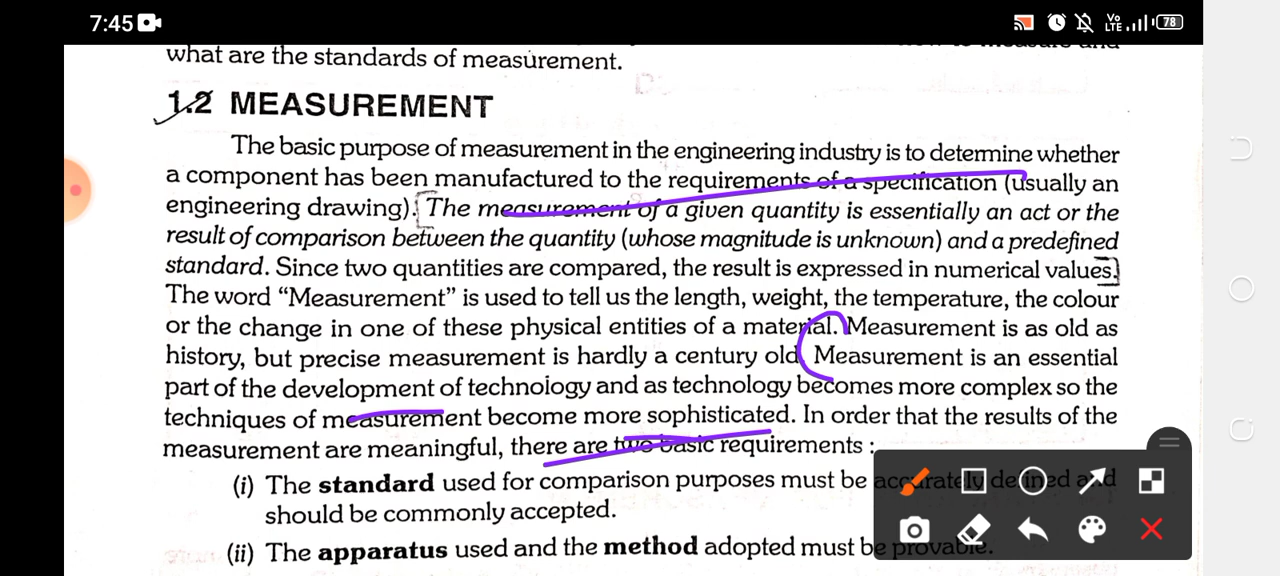 7:45
Vo LTE 78
what are the standards of measurement.
1.2 MEASUREMENT
The basic purpose of measurement in the engineering industry is to determine whether
a component has been manufactured to the requirements of a specification (usually an
engineering drawing). The measurement of a given quantity is essentially an act or the
result of comparison between the quantity (whose magnitude is unknown) and a predefined
standard. Since two quantities are compared, the result is expressed in numerical values.
The word “Measurement” is used to tell us the length, weight, the temperature, the colour
or the change in one of these physical entities of a material. Measurement is as old as
history, but precise measurement is hardly a century old. Measurement is an essential
part of the development of technology and as technology becomes more complex so the
techniques of measurement become more sophisticated. In order that the results of the
measurement are meaningful, there are two basic requirements :
(i) The standard used for comparison purposes must be accurately defined and
should be commonly accepted.
(ii) The apparatus used and the method adopted must be provable.